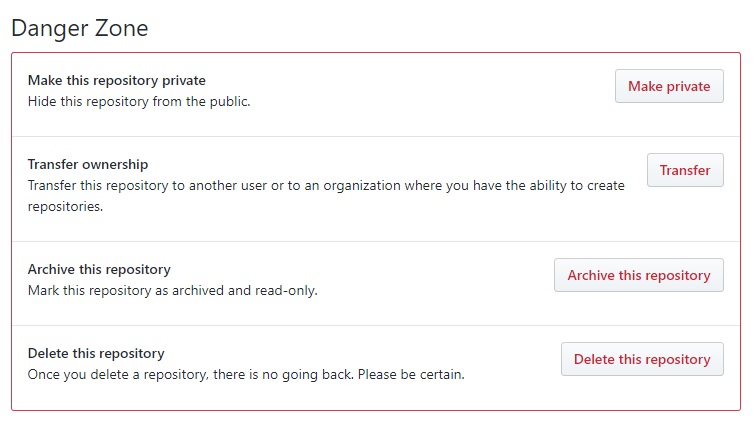 Danger Zone
Make this repository private
Hide this repository from the public.
Make private
Transfer ownership
Transfer this repository to another user or to an organization where you have the ability to create
repositories.
Transfer
Archive this repository
Mark this repository as archived and read-only.
Archive this repository
Delete this repository
Once you delete a repository, there is no going back. Please be certain.
Delete this repository